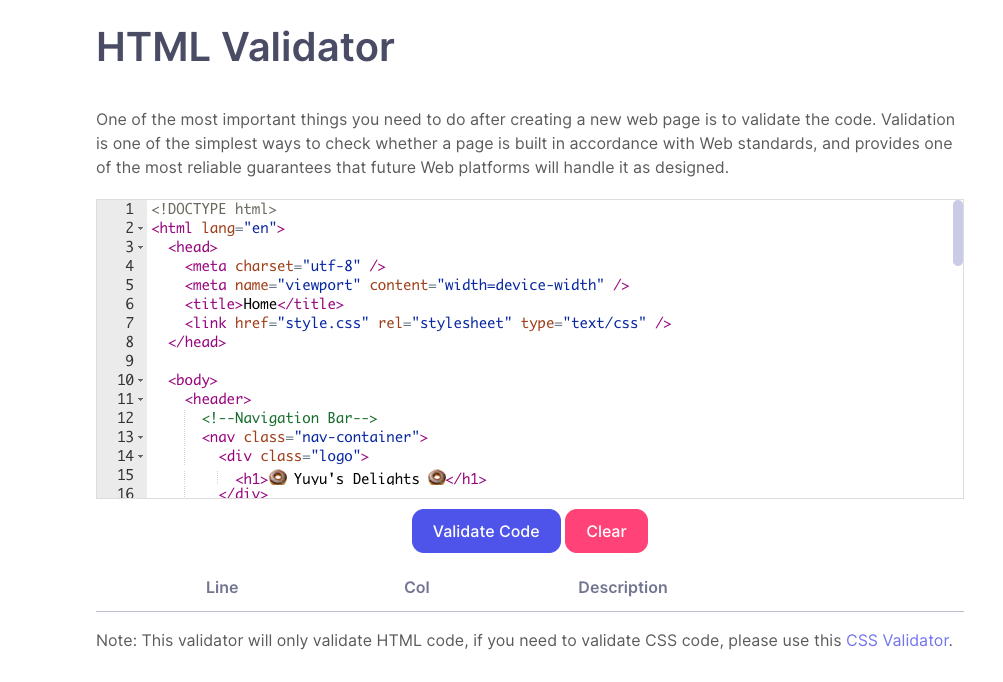 HTML Validator
One of the most important things you need to do after creating a new web page is to validate the code. Validation
is one of the simplest ways to check whether a page is built in accordance with Web standards, and provides one
of the most reliable guarantees that future Web platforms will handle it as designed.
1 <!DOCTYPE html>
2 <html lang="en">
3 <head>
4 <meta charset="utf-8" />
5 <meta name="viewport" content="width=device-width" />
6 <title>Home</title>
7 <link href="style.css" rel="stylesheet" type="text/css" />
8 </head>
9
10 <body>
11 <header>
12 <!--Navigation Bar-->
13 <nav class="nav-container">
14 <div class="logo">
15 <h1>🍩 Yuyu's Delights 🍩</h1>
16 </div>
Validate Code Clear
Line Col Description
Note: This validator will only validate HTML code, if you need to validate CSS code, please use this CSS Validator.